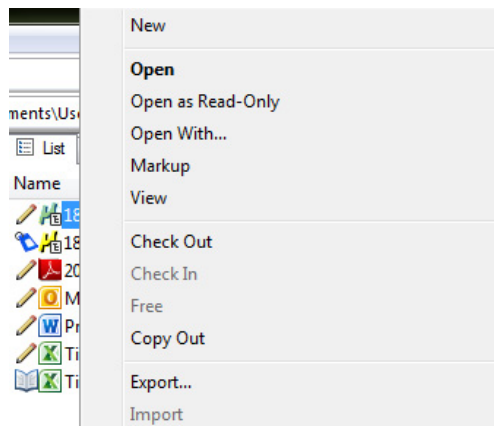 New
Open
Open as Read-Only
ments\Us
Open With...
List
Markup
Name
View
18
18
Check Out
20
Check In
M
Free
Pr
Copy Out
Ti
Ti
Export...
Import